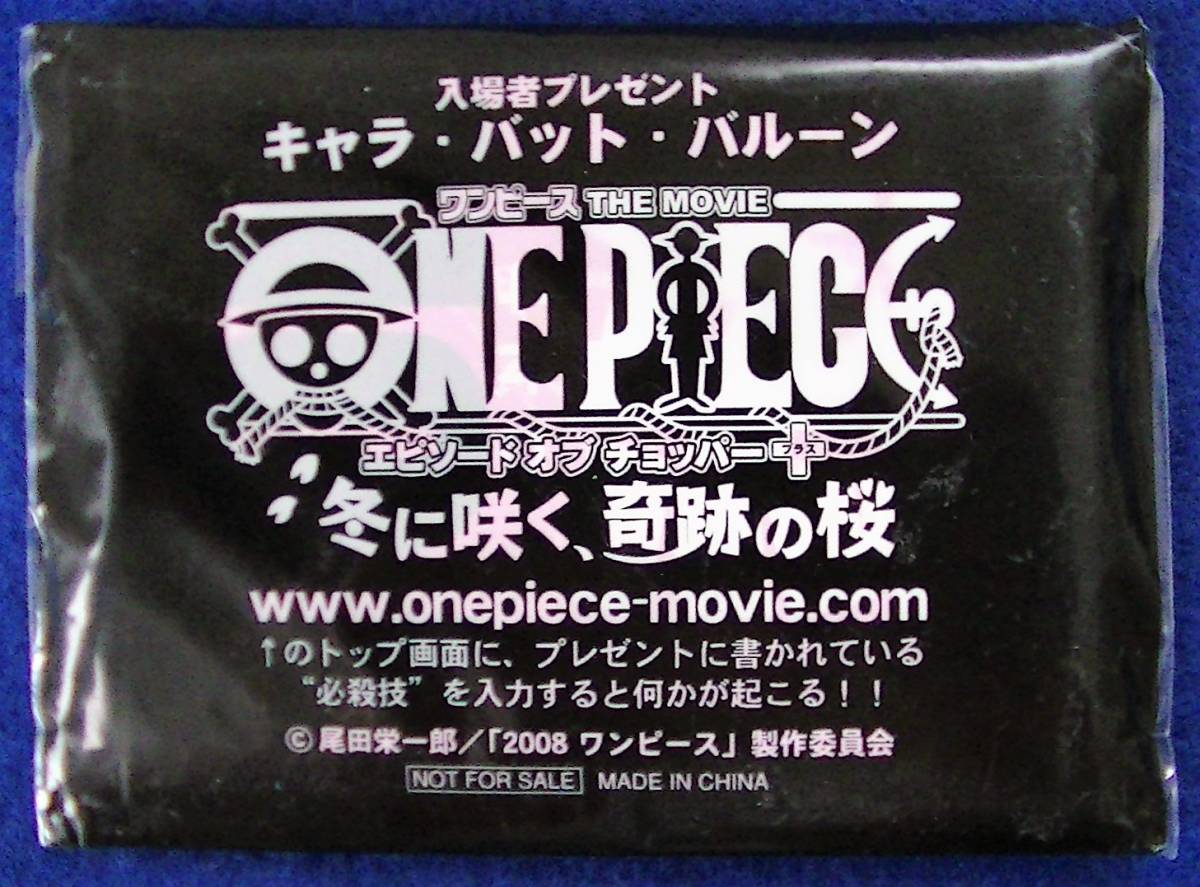 入場者プレゼント
キャラ・バット・バルーン
ワンピース THE MOVIE
ONE PIECE
エピソード オブ チョッパー +プラス
冬に咲く、奇跡の桜
www.onepiece-movie.com
↑のトップ画面に、プレゼントに書かれている
“必殺技”を入力すると何かが起こる！！
©尾田栄一郎／「2008 ワンピース」製作委員会
NOT FOR SALE MADE IN CHINA